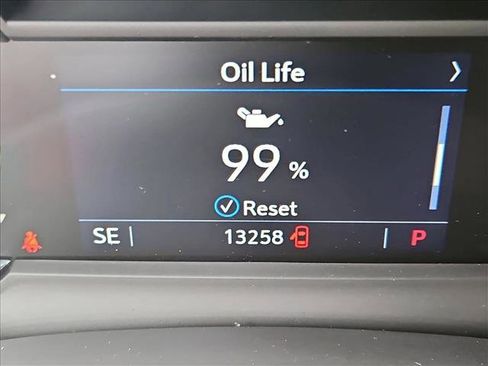 Oil Life
99 %
Reset
SE 13258 P